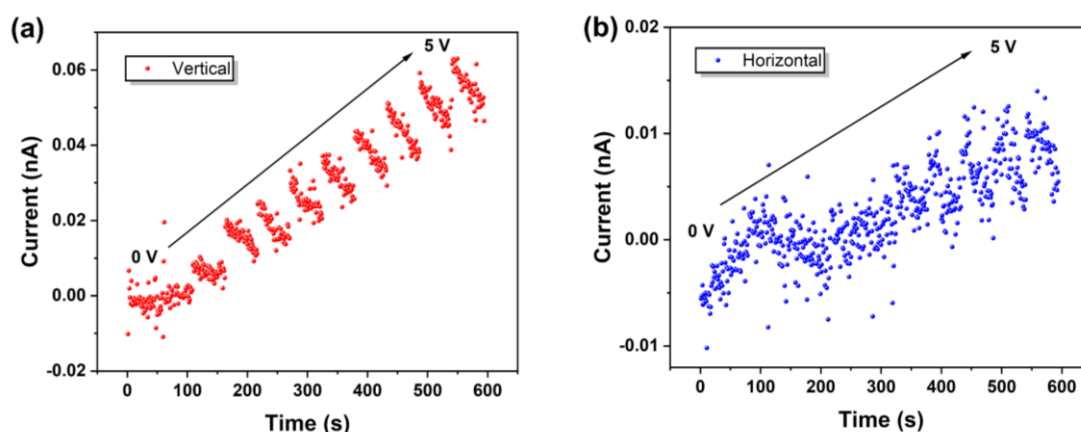 (a)
Vertical
5 V
0 V
0.06
0.04
0.02
0.00
-0.02
Current (nA)
0 100 200 300 400 500 600
Time (s)
(b)
Horizontal
5 V
0 V
0.02
0.01
0.00
-0.01
Current (nA)
0 100 200 300 400 500 600
Time (s)